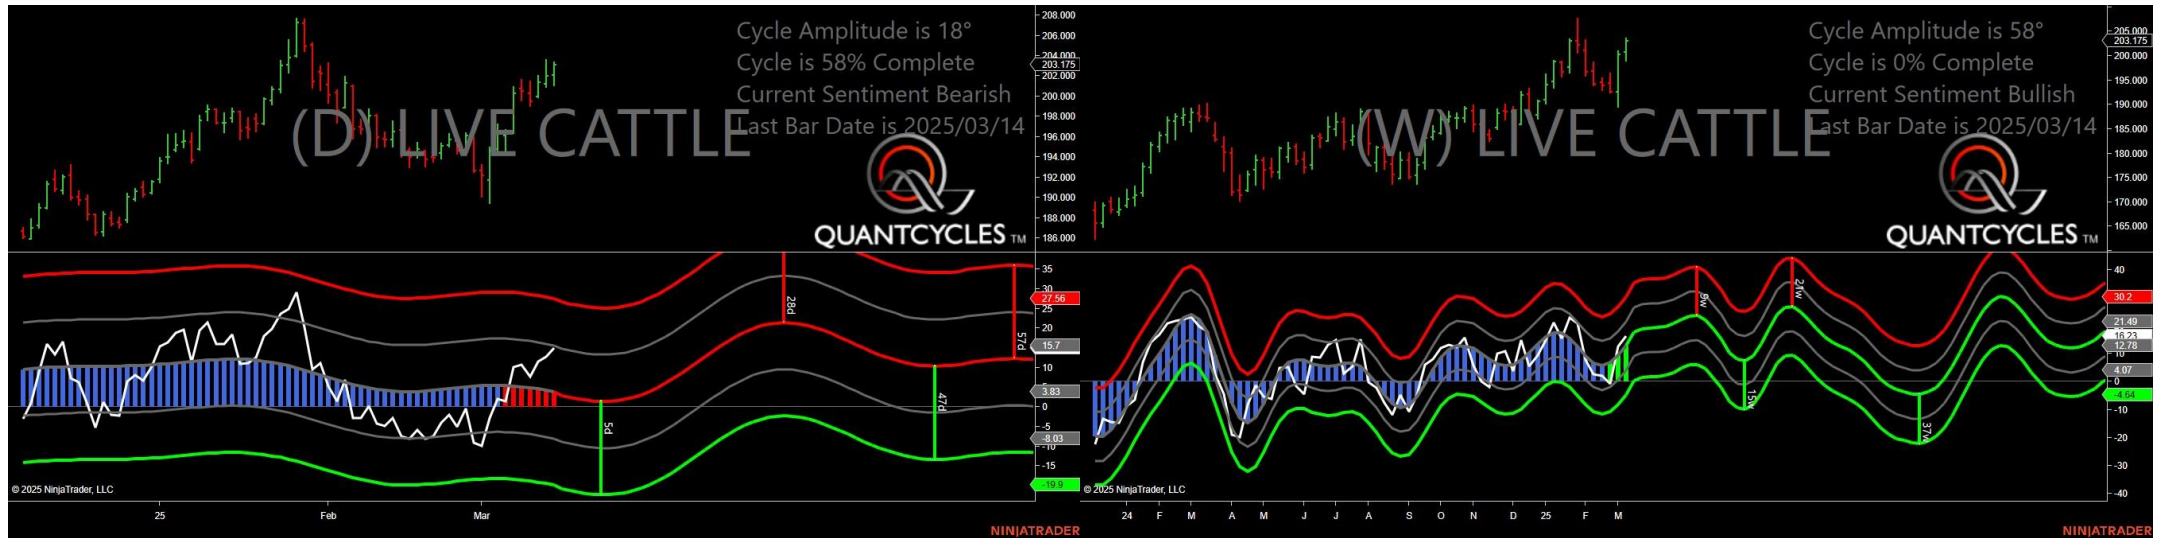 Cycle Amplitude is 18°
Cycle is 58% Complete
Current Sentiment Bearish
Last Bar Date is 2025/03/14
(D) LIVE CATTLE
QUANTCYCLES TM
208.000
206.000
204.000
203.175
202.000
200.000
198.000
196.000
194.000
192.000
190.000
188.000
186.000
35
30
27.56
25
20
15.7
10
3.83
0
-5
-8.03
-10
-15
-19.9
28d
57d
5d
47d
© 2025 NinjaTrader, LLC
25 Feb Mar
NINJATRADER
Cycle Amplitude is 58°
Cycle is 0% Complete
Current Sentiment Bullish
Last Bar Date is 2025/03/14
(W) LIVE CATTLE
QUANTCYCLES TM
205.000
203.175
200.000
195.000
190.000
185.000
180.000
175.000
170.000
165.000
40
30.2
21.49
16.23
12.78
10
4.07
0
-4.64
-10
-20
-30
-40
15w
37w
© 2025 NinjaTrader, LLC
24 F M A M J J A S O N D 25 F M
NINJATRADER